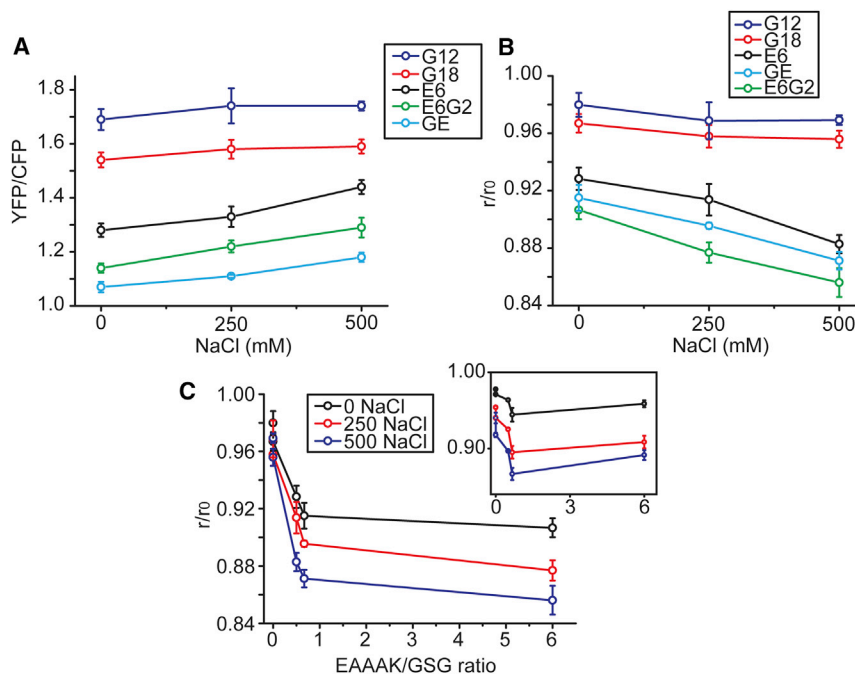 A
G12
G18
E6
E6G2
GE
1.8
1.6
1.4
1.2
1.0
YFP/CFP
0
250
500
NaCl (mM)
B
G12
G18
E6
GE
E6G2
1.00
0.96
0.92
0.88
0.84
r/r0
0
250
500
NaCl (mM)
C
0 NaCl
250 NaCl
500 NaCl
1.00
0.96
0.92
0.88
0.84
r/r0
0
1
2
3
4
5
6
EAAAK/GSG ratio
1.00
0.90
0
3
6